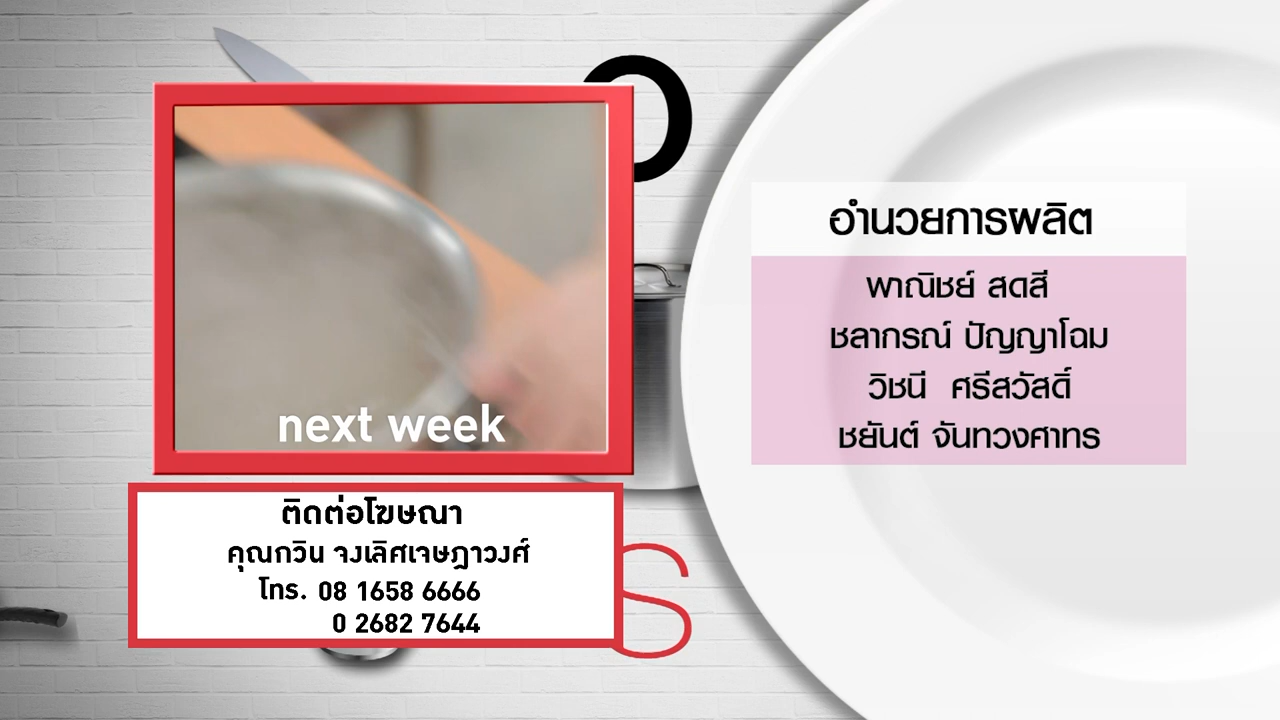 next week
ติดต่อโฆษณา
คุณกวิน จงเลิศเจษฎาวงศ์
โทร. 08 1658 6666
0 2682 7644
อำนวยการผลิต
พาณิชย์ สดสี
ชลากรณ์ ปัญญาโฉม
วิชนี ศรีสวัสดิ์
ชยันต์ จันทวงศาทร